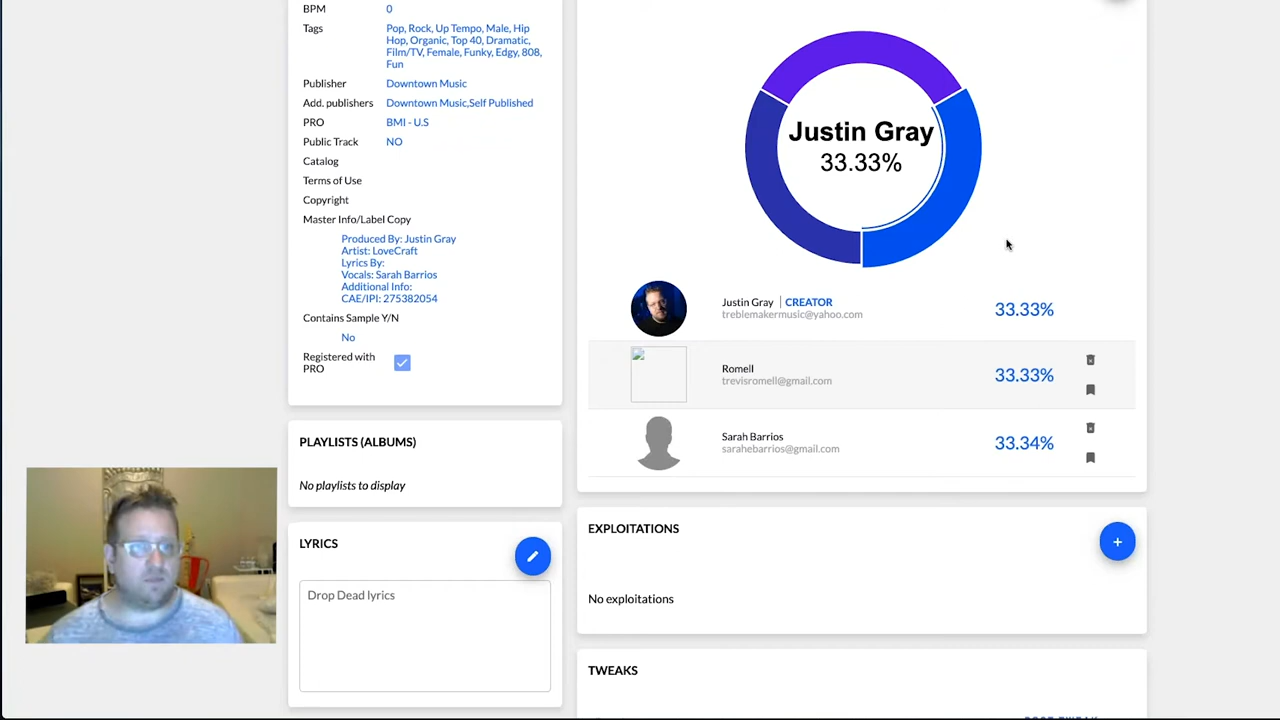 BPM 0
Tags Pop, Rock, Up Tempo, Male, Hip
Hop, Organic, Top 40, Dramatic,
Film/TV, Female, Funky, Edgy, 808,
Fun
Publisher Downtown Music
Add. publishers Downtown Music,Self Published
PRO BMI - U.S
Public Track NO
Catalog
Terms of Use
Copyright
Master Info/Label Copy
Produced By: Justin Gray
Artist: LoveCraft
Lyrics By:
Vocals: Sarah Barrios
Additional Info:
CAE/IPI: 275382054
Contains Sample Y/N
No
Registered with
PRO
PLAYLISTS (ALBUMS)
No playlists to display
LYRICS
Drop Dead lyrics
Justin Gray
33.33%
Justin Gray | CREATOR
treblemakermusic@yahoo.com
33.33%
Romell
trevisromell@gmail.com
33.33%
Sarah Barrios
sarahebarrios@gmail.com
33.34%
EXPLOITATIONS
No exploitations
TWEAKS